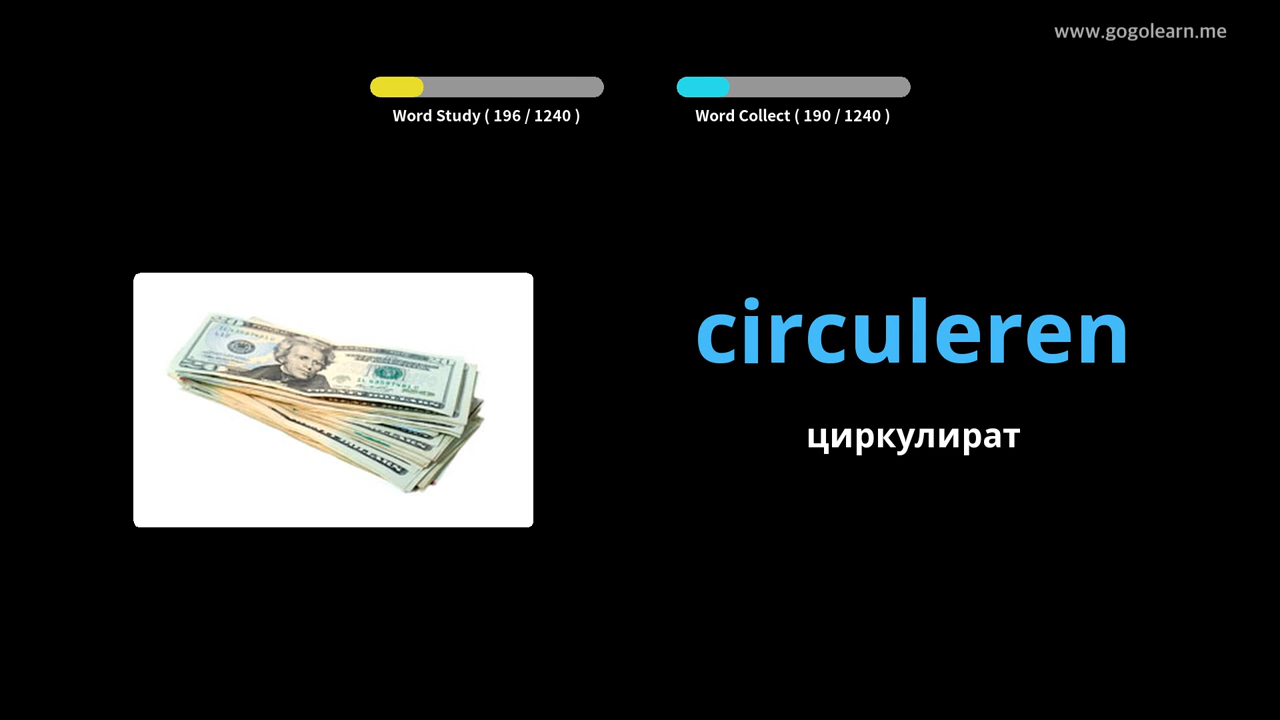 www.gogolearn.me
Word Study ( 196 / 1240 )
Word Collect ( 190 / 1240 )
circuleren
циркулират